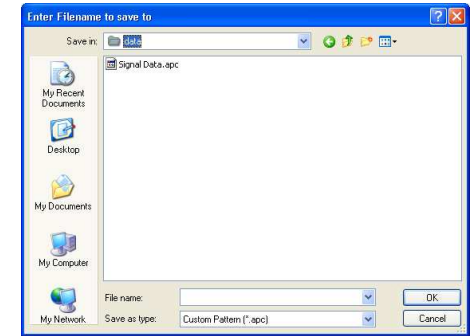 Enter Filename to save to
Save in:
data
Signal Data.apc
My Recent
Documents
Desktop
My Documents
My Computer
My Network
File name:
OK
Save as type:
Custom Pattern (*.apc)
Cancel